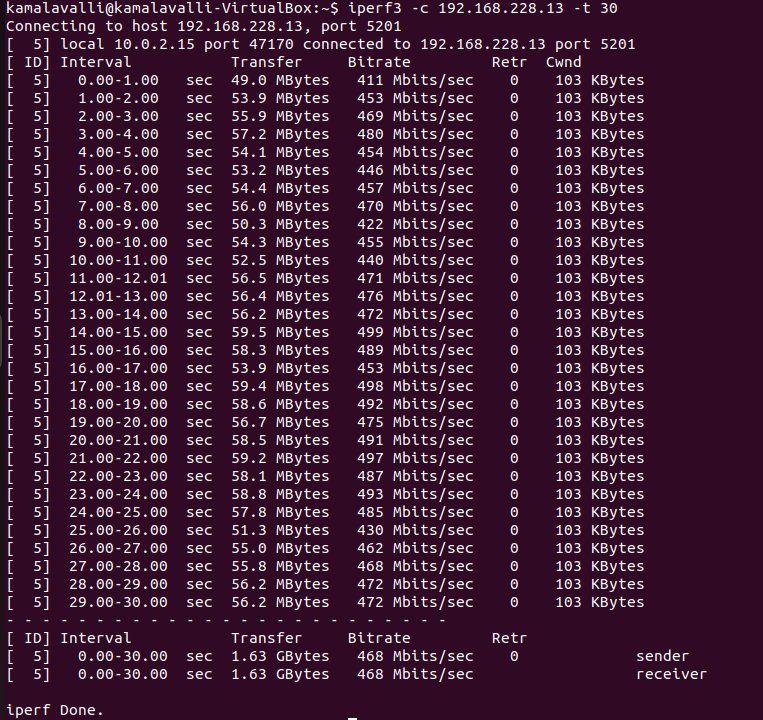 kamalavalli@kamalavalli-VirtualBox:~$ iperf3 -c 192.168.228.13 -t 30
Connecting to host 192.168.228.13, port 5201
[  5] local 10.0.2.15 port 47170 connected to 192.168.228.13 port 5201
[ ID] Interval           Transfer     Bitrate         Retr  Cwnd
[  5]   0.00-1.00   sec  49.0 MBytes   411 Mbits/sec    0    103 KBytes
[  5]   1.00-2.00   sec  53.9 MBytes   453 Mbits/sec    0    103 KBytes
[  5]   2.00-3.00   sec  55.9 MBytes   469 Mbits/sec    0    103 KBytes
[  5]   3.00-4.00   sec  57.2 MBytes   480 Mbits/sec    0    103 KBytes
[  5]   4.00-5.00   sec  54.1 MBytes   454 Mbits/sec    0    103 KBytes
[  5]   5.00-6.00   sec  53.2 MBytes   446 Mbits/sec    0    103 KBytes
[  5]   6.00-7.00   sec  54.4 MBytes   457 Mbits/sec    0    103 KBytes
[  5]   7.00-8.00   sec  56.0 MBytes   470 Mbits/sec    0    103 KBytes
[  5]   8.00-9.00   sec  50.3 MBytes   422 Mbits/sec    0    103 KBytes
[  5]   9.00-10.00  sec  54.3 MBytes   455 Mbits/sec    0    103 KBytes
[  5]  10.00-11.00  sec  52.5 MBytes   440 Mbits/sec    0    103 KBytes
[  5]  11.00-12.01  sec  56.5 MBytes   471 Mbits/sec    0    103 KBytes
[  5]  12.01-13.00  sec  56.4 MBytes   476 Mbits/sec    0    103 KBytes
[  5]  13.00-14.00  sec  56.2 MBytes   472 Mbits/sec    0    103 KBytes
[  5]  14.00-15.00  sec  59.5 MBytes   499 Mbits/sec    0    103 KBytes
[  5]  15.00-16.00  sec  58.3 MBytes   489 Mbits/sec    0    103 KBytes
[  5]  16.00-17.00  sec  53.9 MBytes   453 Mbits/sec    0    103 KBytes
[  5]  17.00-18.00  sec  59.4 MBytes   498 Mbits/sec    0    103 KBytes
[  5]  18.00-19.00  sec  58.6 MBytes   492 Mbits/sec    0    103 KBytes
[  5]  19.00-20.00  sec  56.7 MBytes   475 Mbits/sec    0    103 KBytes
[  5]  20.00-21.00  sec  58.5 MBytes   491 Mbits/sec    0    103 KBytes
[  5]  21.00-22.00  sec  59.2 MBytes   497 Mbits/sec    0    103 KBytes
[  5]  22.00-23.00  sec  58.1 MBytes   487 Mbits/sec    0    103 KBytes
[  5]  23.00-24.00  sec  58.8 MBytes   493 Mbits/sec    0    103 KBytes
[  5]  24.00-25.00  sec  57.8 MBytes   485 Mbits/sec    0    103 KBytes
[  5]  25.00-26.00  sec  51.3 MBytes   430 Mbits/sec    0    103 KBytes
[  5]  26.00-27.00  sec  55.0 MBytes   462 Mbits/sec    0    103 KBytes
[  5]  27.00-28.00  sec  55.8 MBytes   468 Mbits/sec    0    103 KBytes
[  5]  28.00-29.00  sec  56.2 MBytes   472 Mbits/sec    0    103 KBytes
[  5]  29.00-30.00  sec  56.2 MBytes   472 Mbits/sec    0    103 KBytes
- - - - - - - - - - - - - - - - - - - - - - - - -
[ ID] Interval           Transfer     Bitrate         Retr
[  5]   0.00-30.00  sec  1.63 GBytes   468 Mbits/sec    0             sender
[  5]   0.00-30.00  sec  1.63 GBytes   468 Mbits/sec                  receiver
iperf Done.